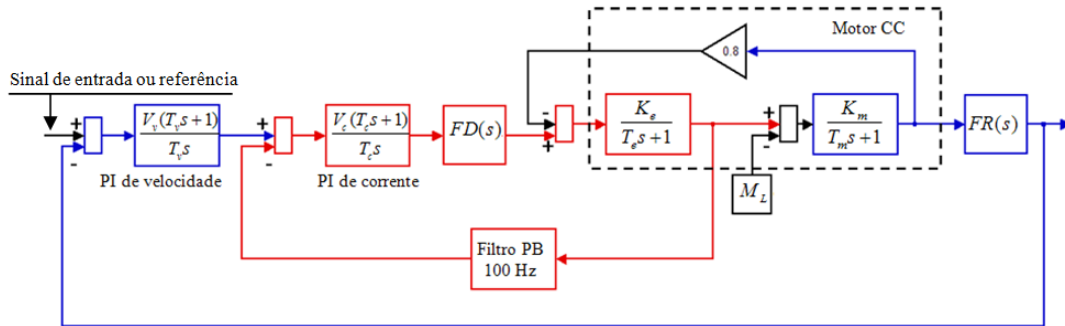 Motor CC
0.8
Sinal de entrada ou referência
+
-
V_v(T_v s+1)
T_v s
PI de velocidade
+
-
V_c(T_c s+1)
T_c s
PI de corrente
FD(s)
-
+
K_e
T_e s+1
+
-
K_m
T_m s+1
FR(s)
M_L
Filtro PB
100 Hz